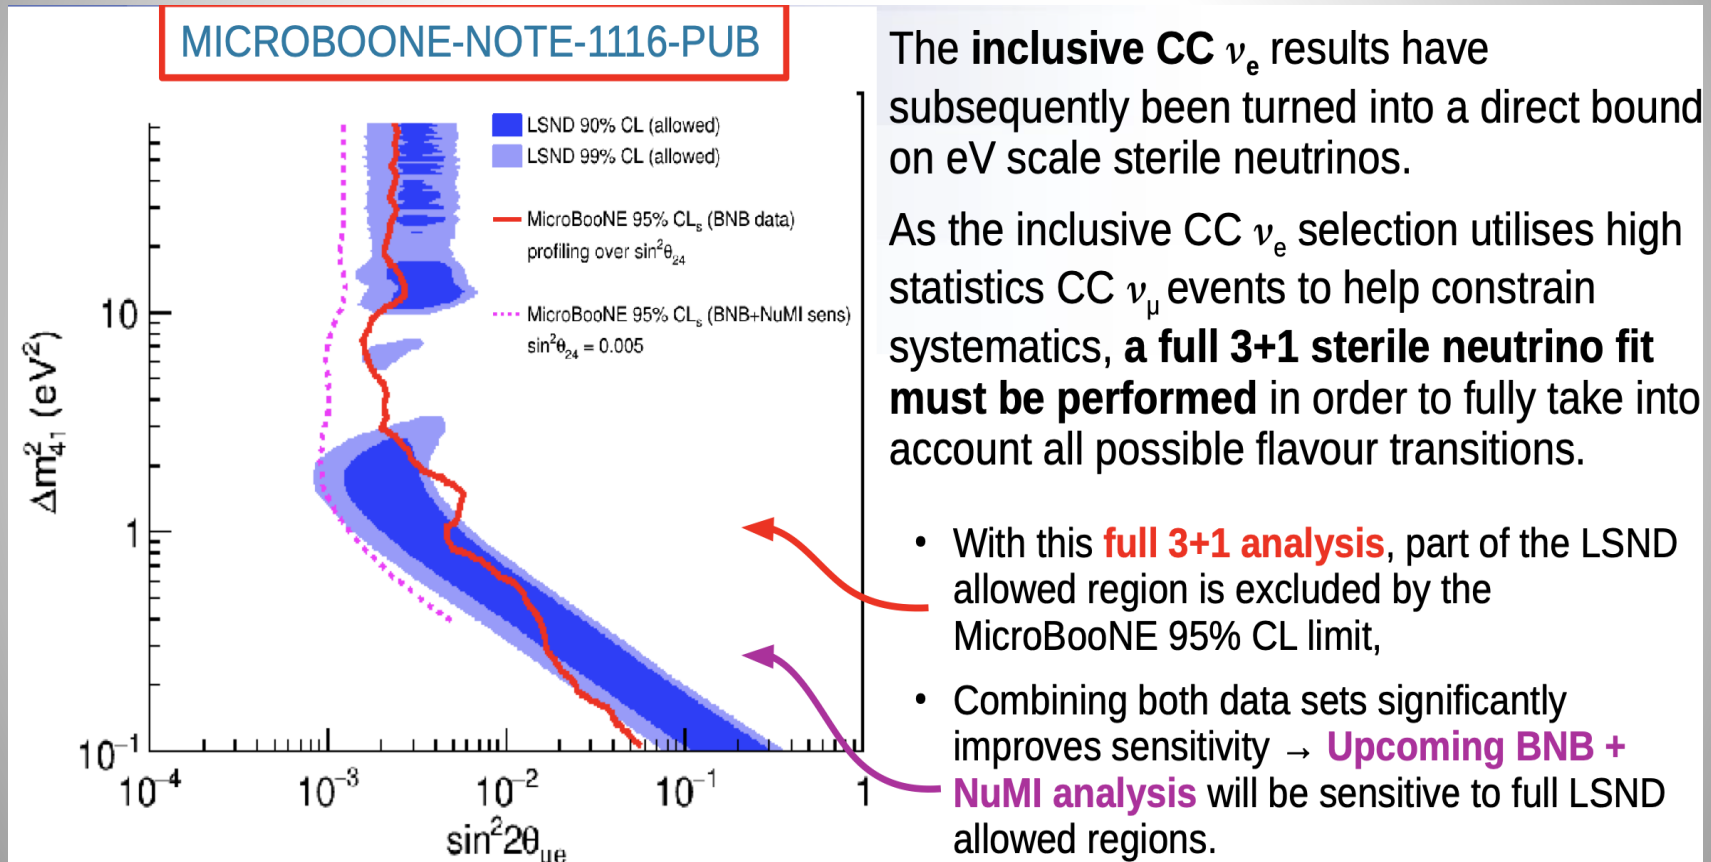 MICROBOONE-NOTE-1116-PUB
LSND 90% CL (allowed)
LSND 99% CL (allowed)
MicroBooNE 95% CLₛ (BNB data)
profiling over sin²θ₂₄
MicroBooNE 95% CLₛ (BNB+NuMI sens)
sin²θ₂₄ = 0.005
Δm²₄₁ (eV²)
10
1
10⁻¹
10⁻⁴
10⁻³
10⁻²
10⁻¹
1
sin²2θμe
The inclusive CC νe results have
subsequently been turned into a direct bound
on eV scale sterile neutrinos.
As the inclusive CC νe selection utilises high
statistics CC νμ events to help constrain
systematics, a full 3+1 sterile neutrino fit
must be performed in order to fully take into
account all possible flavour transitions.
• With this full 3+1 analysis, part of the LSND
allowed region is excluded by the
MicroBooNE 95% CL limit,
• Combining both data sets significantly
improves sensitivity → Upcoming BNB +
NuMI analysis will be sensitive to full LSND
allowed regions.